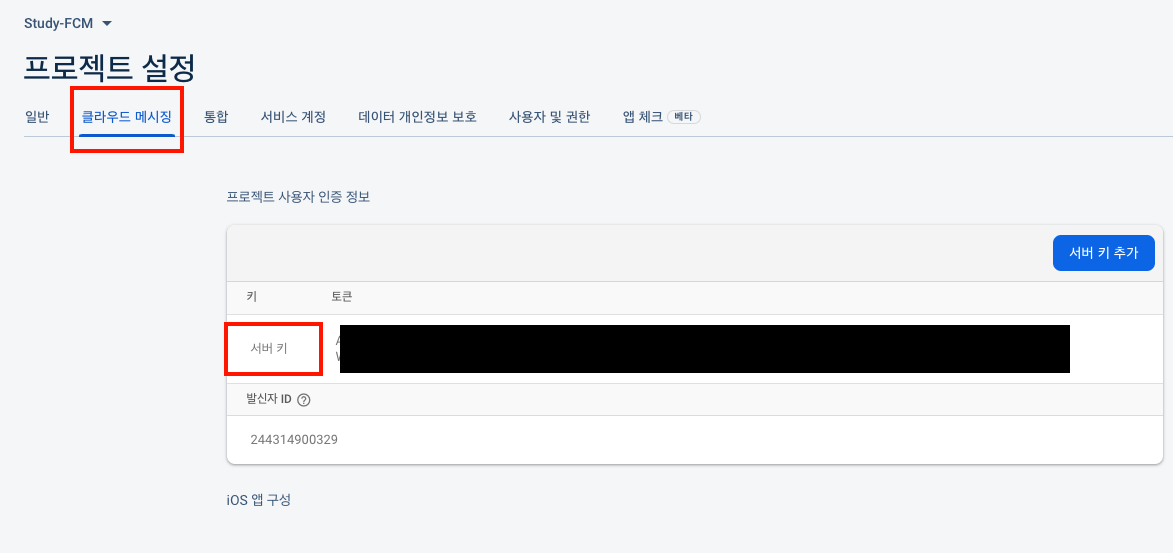 Study-FCM
프로젝트 설정
일반 클라우드 메시징 통합 서비스 계정 데이터 개인정보 보호 사용자 및 권한 앱 체크 베타
프로젝트 사용자 인증 정보
서버 키 추가
키 토큰
서버 키
발신자 ID
244314900329
iOS 앱 구성